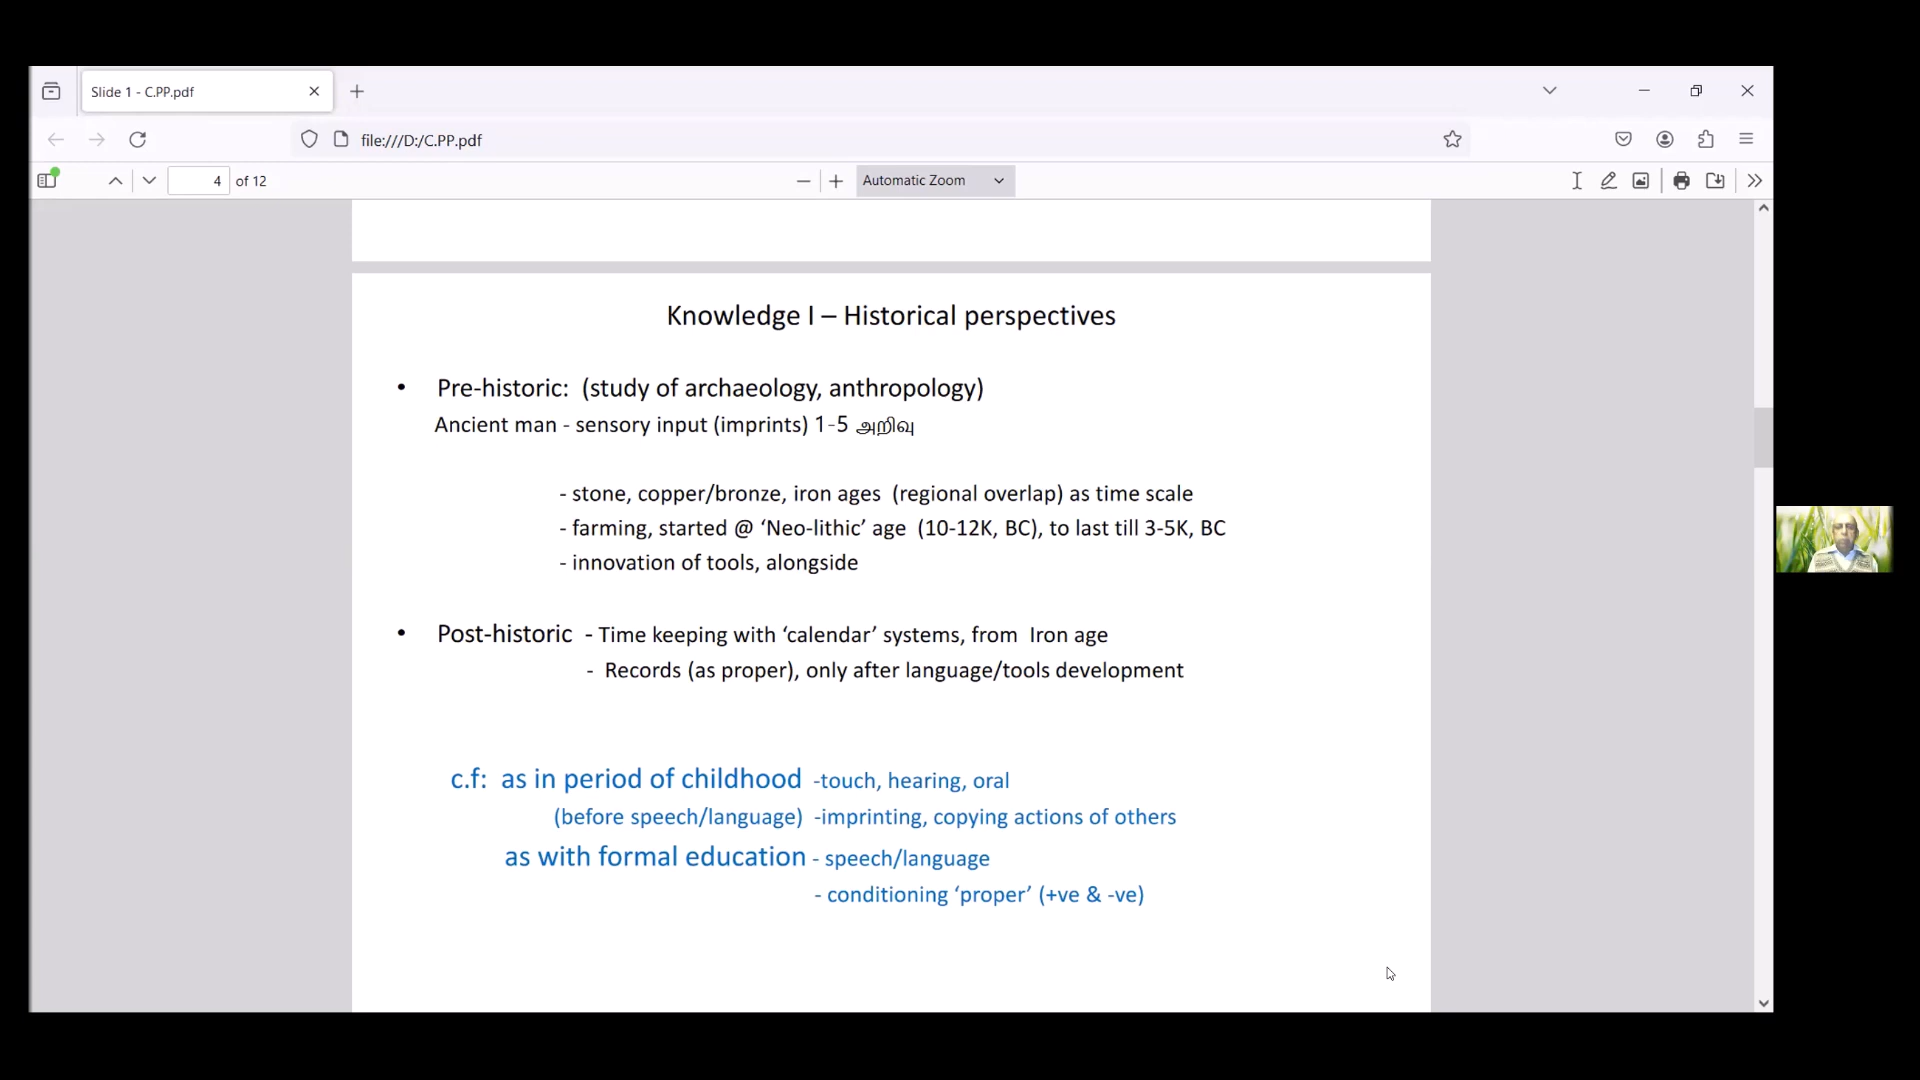 Slide 1 - C.PP.pdf
file:///D:/C.PP.pdf
4 of 12
Automatic Zoom
Knowledge I – Historical perspectives
• Pre-historic: (study of archaeology, anthropology)
Ancient man - sensory input (imprints) 1-5 அறிவு
- stone, copper/bronze, iron ages (regional overlap) as time scale
- farming, started @ ‘Neo-lithic’ age (10-12K, BC), to last till 3-5K, BC
- innovation of tools, alongside
• Post-historic - Time keeping with ‘calendar’ systems, from Iron age
- Records (as proper), only after language/tools development
c.f: as in period of childhood -touch, hearing, oral
(before speech/language) -imprinting, copying actions of others
as with formal education - speech/language
- conditioning ‘proper’ (+ve & -ve)